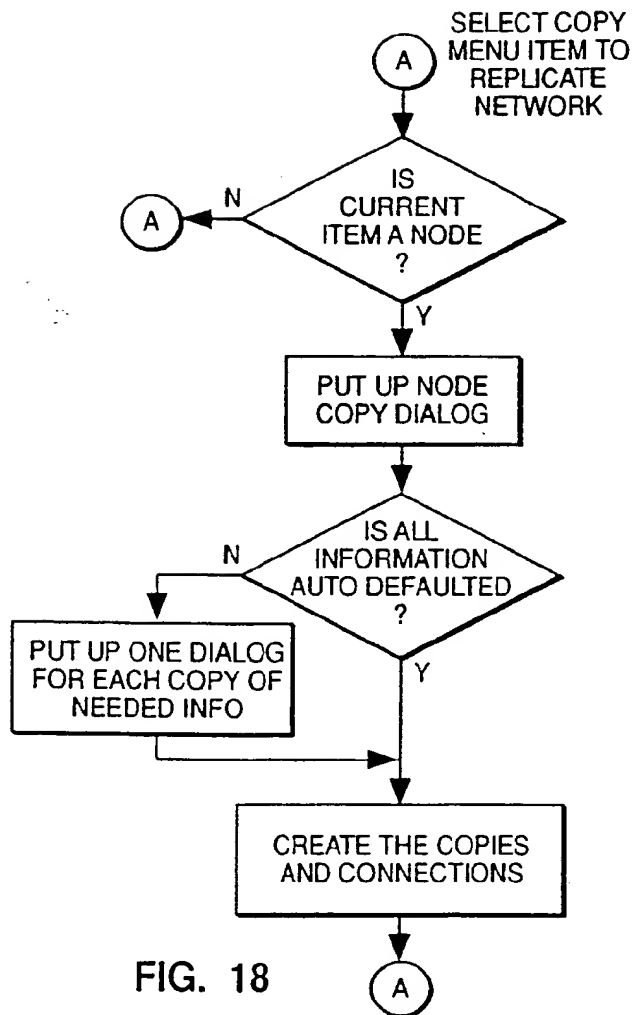 SELECT COPY
MENU ITEM TO
REPLICATE
NETWORK
A
IS
CURRENT
ITEM A NODE
?
N
A
Y
PUT UP NODE
COPY DIALOG
IS ALL
INFORMATION
AUTO DEFAULTED
?
N
PUT UP ONE DIALOG
FOR EACH COPY OF
NEEDED INFO
Y
CREATE THE COPIES
AND CONNECTIONS
A
FIG. 18